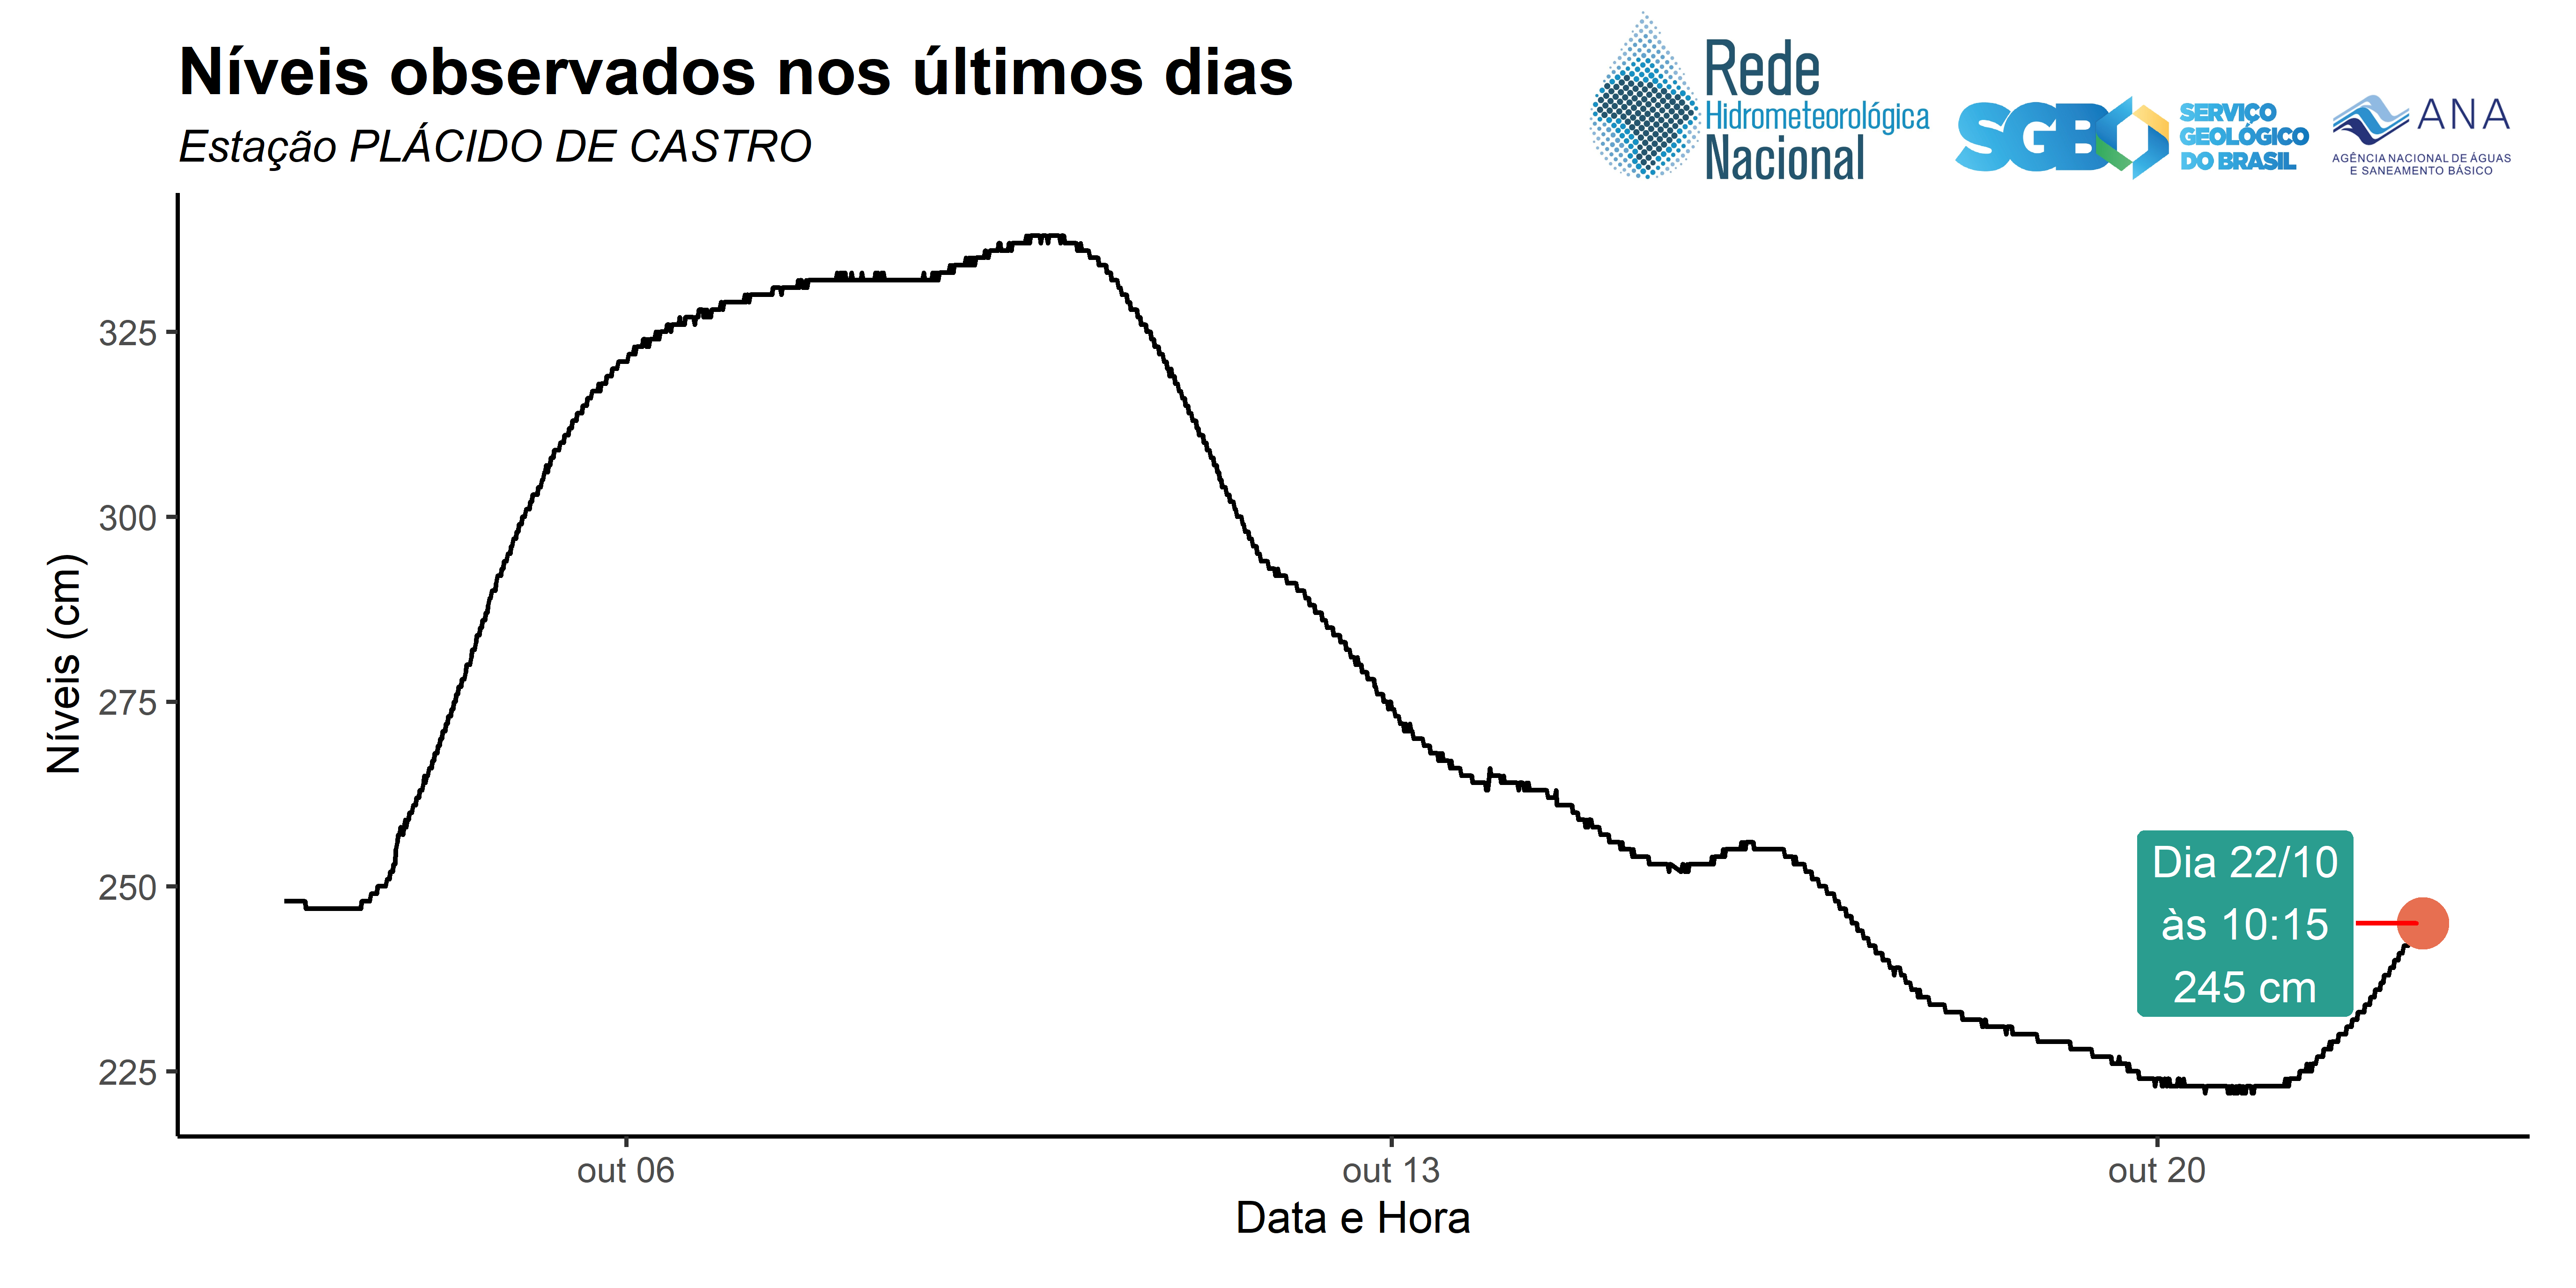 Níveis observados nos últimos dias
Estação PLÁCIDO DE CASTRO
Rede
Hidrometeorológica
Nacional
SGB
SERVIÇO
GEOLÓGICO
DO BRASIL
ANA
AGÊNCIA NACIONAL DE ÁGUAS
E SANEAMENTO BÁSICO
Níveis (cm)
325
300
275
250
225
Dia 22/10
às 10:15
245 cm
out 06
out 13
out 20
Data e Hora